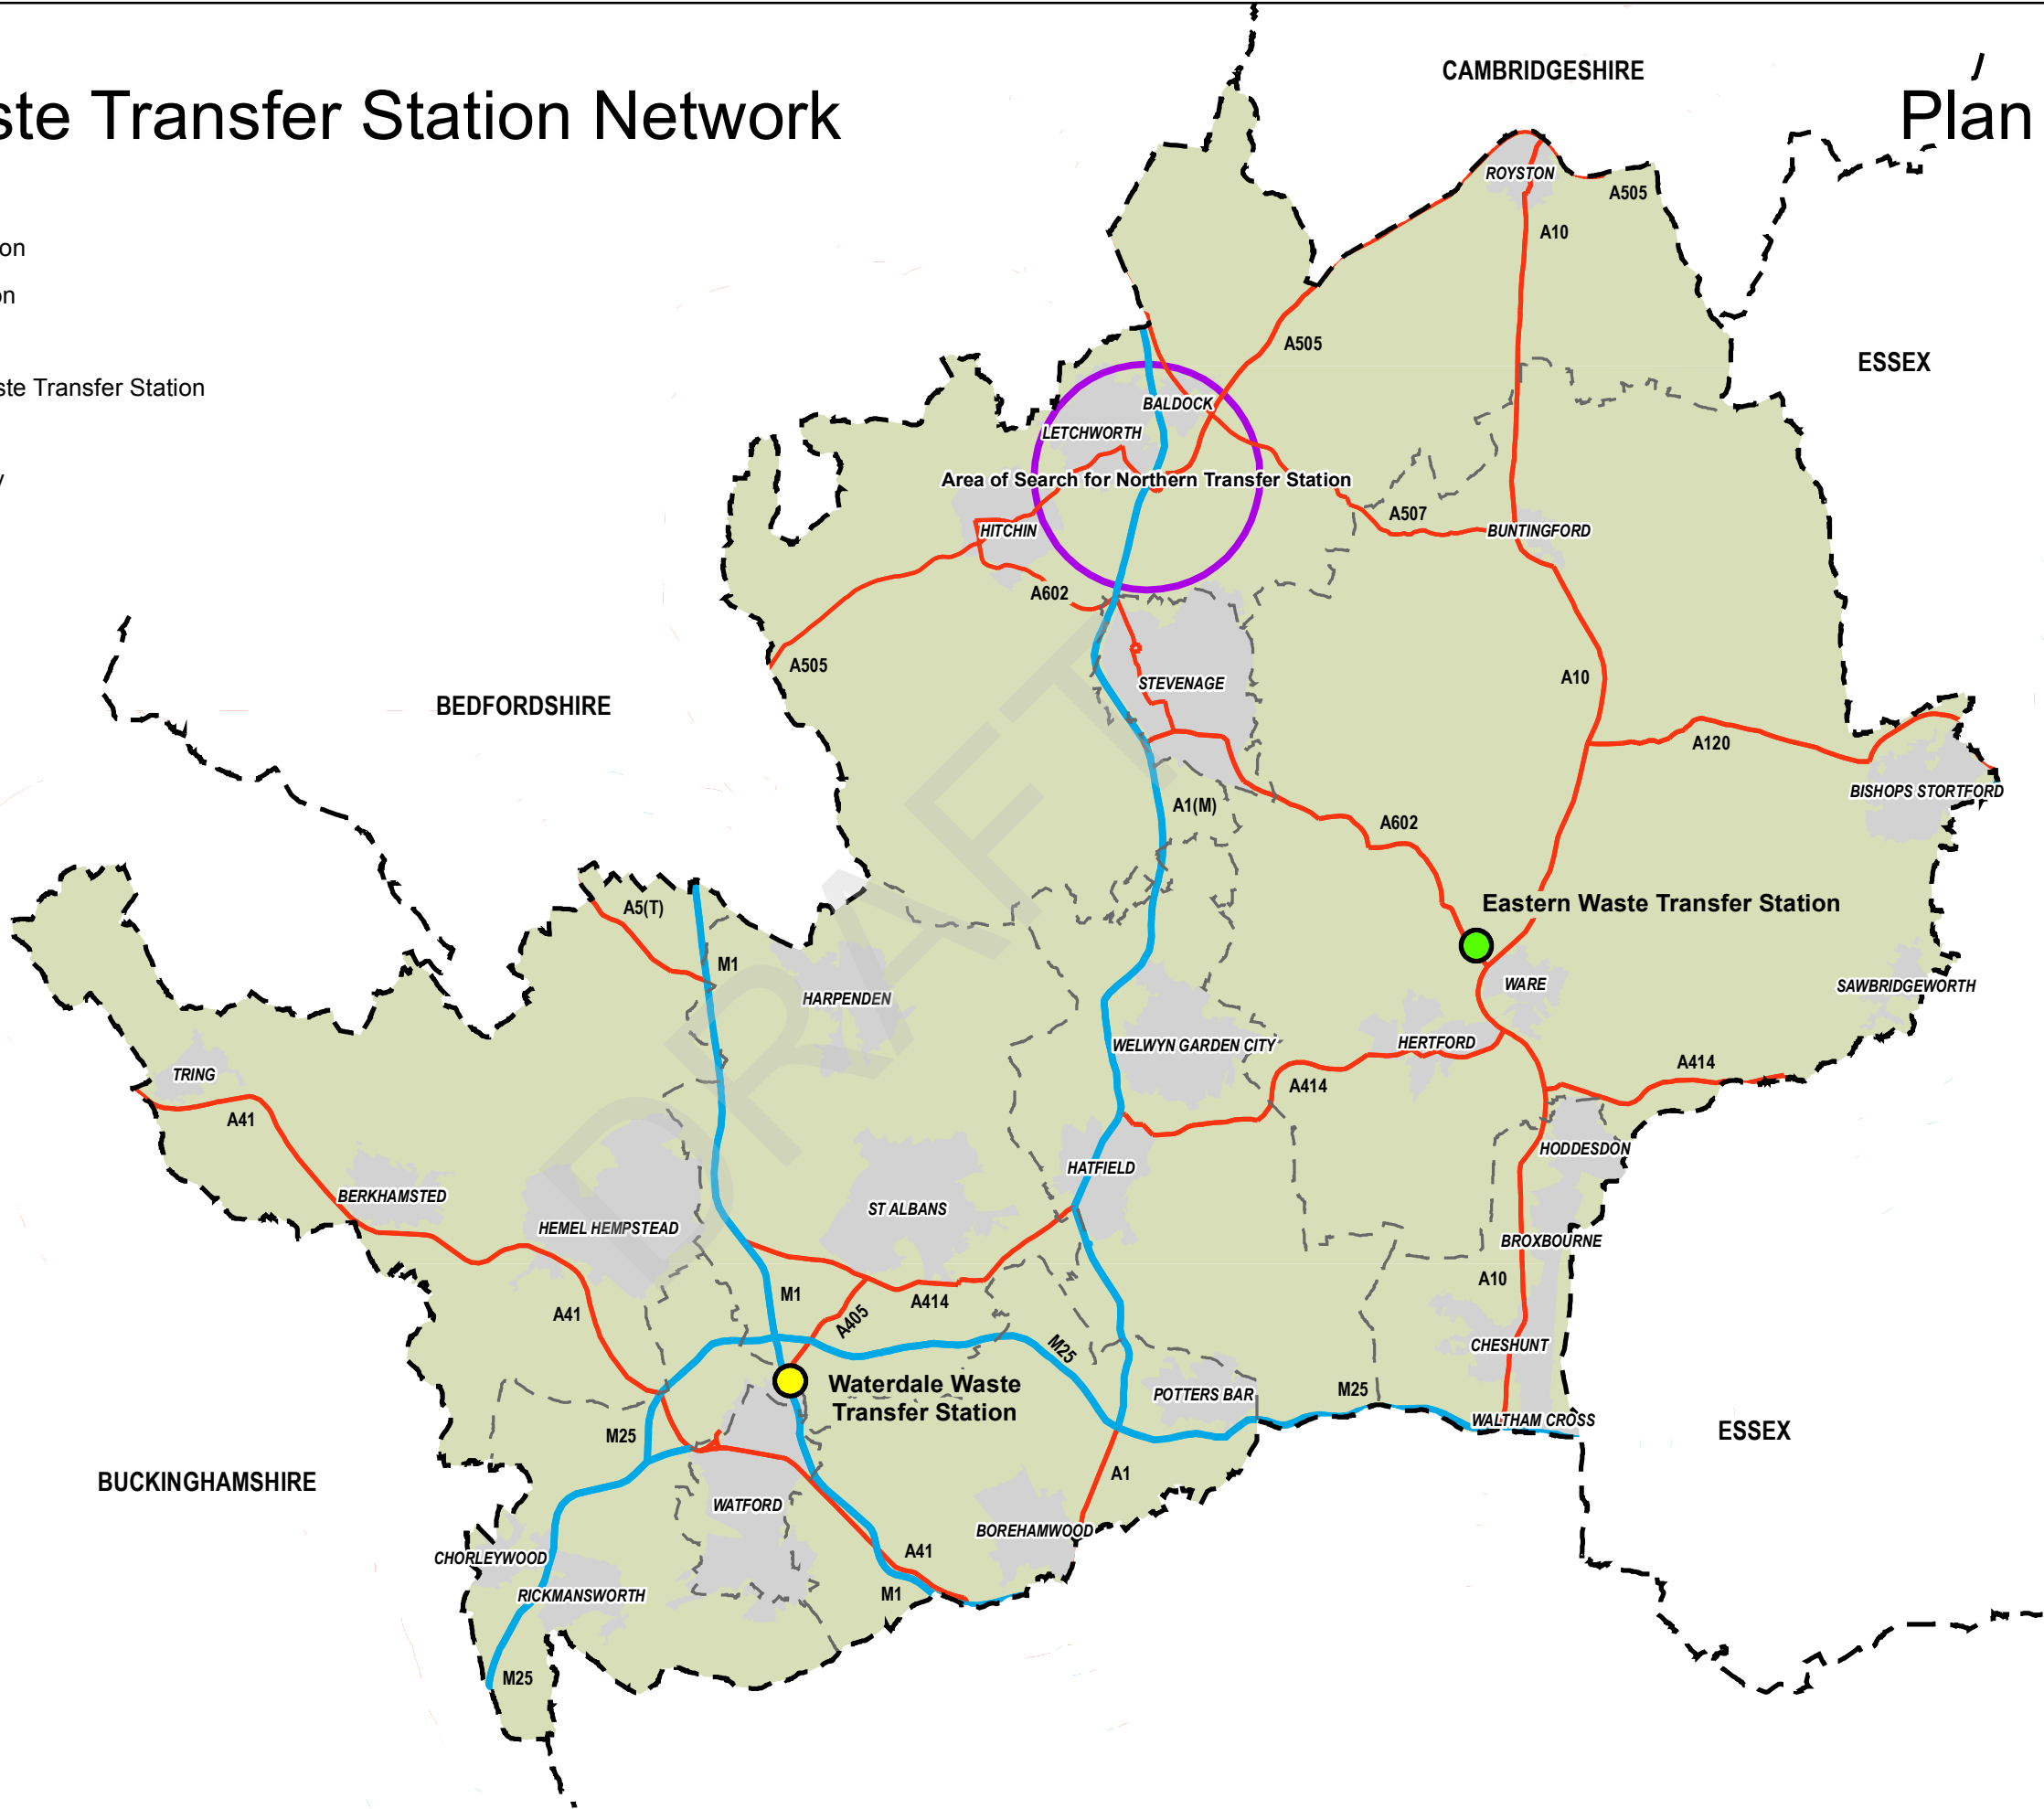 CAMBRIDGESHIRE
ste Transfer Station Network
Plan
ROYSTON
A505
A10
on
on
ESSEX
A505
ste Transfer Station
BALDOCK
LETCHWORTH
Area of Search for Northern Transfer Station
y
A507
HITCHIN
BUNTINGFORD
A602
A505
STEVENAGE
A10
BEDFORDSHIRE
A120
BISHOPS STORTFORD
A1(M)
A602
Eastern Waste Transfer Station
A5(T)
M1
WARE
SAWBRIDGEWORTH
HARPENDEN
DRAFT
WELWYN GARDEN CITY
HERTFORD
A414
TRING
A414
A41
HODDESDON
HATFIELD
BERKHAMSTED
ST ALBANS
HEMEL HEMPSTEAD
BROXBOURNE
A10
M1
A414
A41
A405
M25
CHESHUNT
Waterdale Waste
Transfer Station
POTTERS BAR
M25
WALTHAM CROSS
M25
ESSEX
A1
BUCKINGHAMSHIRE
WATFORD
BOREHAMWOOD
A41
CHORLEYWOOD
M1
RICKMANSWORTH
M25